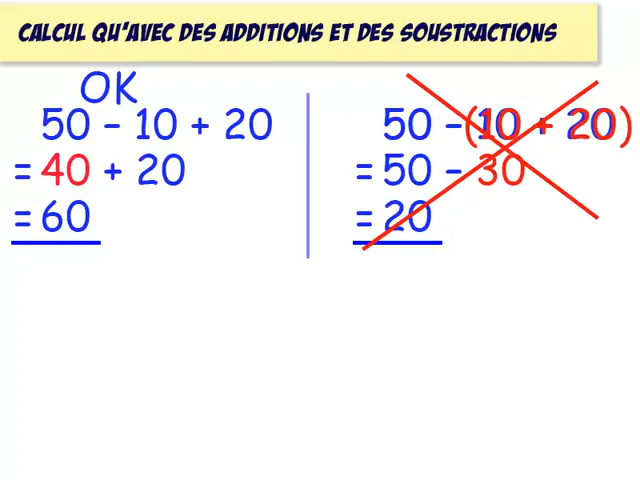 CALCUL QU'AVEC DES ADDITIONS ET DES SOUSTRACTIONS
OK
50 – 10 + 20
= 40 + 20
= 60
50 – (10 + 20)
= 50 – 30
= 20